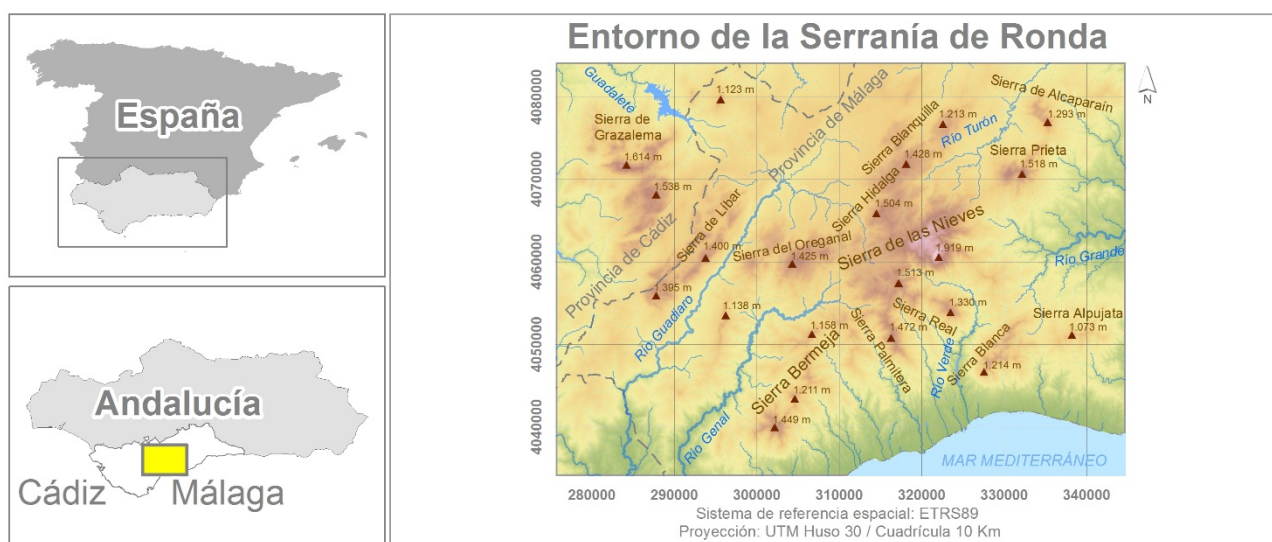 España
Andalucía
Cádiz
Málaga
Entorno de la Serranía de Ronda
N
4080000
4070000
4060000
4050000
4040000
280000
290000
300000
310000
320000
330000
340000
Guadalete
1.123 m
Provincia de Málaga
Sierra de Alcaparaín
Sierra de
Grazalema
1.614 m
Sierra Blanquilla
1.213 m
Río Turón
1.293 m
Sierra Prieta
1.518 m
1.428 m
1.538 m
Sierra Hidalga
1.504 m
Provincia de Cádiz
Sierra de Líbar
1.400 m
Sierra del Oreganal
1.425 m
Sierra de las Nieves
1.919 m
Río Grande
1.395 m
1.513 m
1.138 m
Río Guadiaro
1.330 m
Sierra Real
Sierra Alpujata
1.073 m
1.158 m
1.472 m
Sierra Palmitera
Río Verde
Sierra Blanca
1.214 m
Sierra Bermeja
1.211 m
1.449 m
Río Genal
MAR MEDITERRÁNEO
Sistema de referencia espacial: ETRS89
Proyección: UTM Huso 30 / Cuadrícula 10 Km